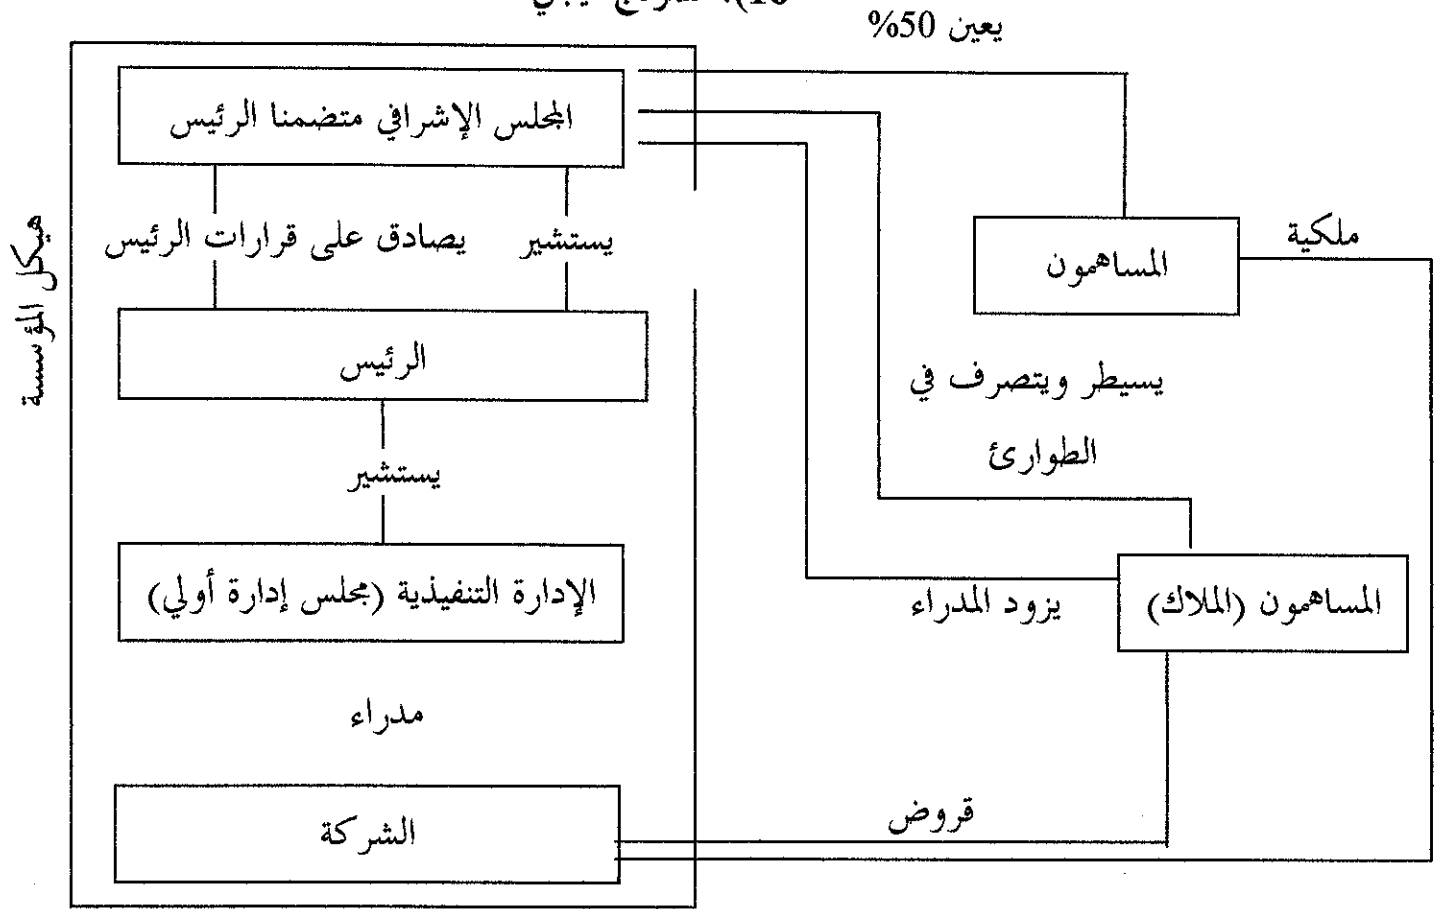 يعين 50%
المجلس الإشرافي متضمنا الرئيس
يستشير
يصادق على قرارات الرئيس
ملكية
المساهمون
هيكل المؤسسة
الرئيس
يسيطر ويتصرف في
الطوارئ
يستشير
الإدارة التنفيذية (مجلس إدارة أولي)
المساهمون (الملاك)
يزود المدراء
مدراء
قروض
الشركة